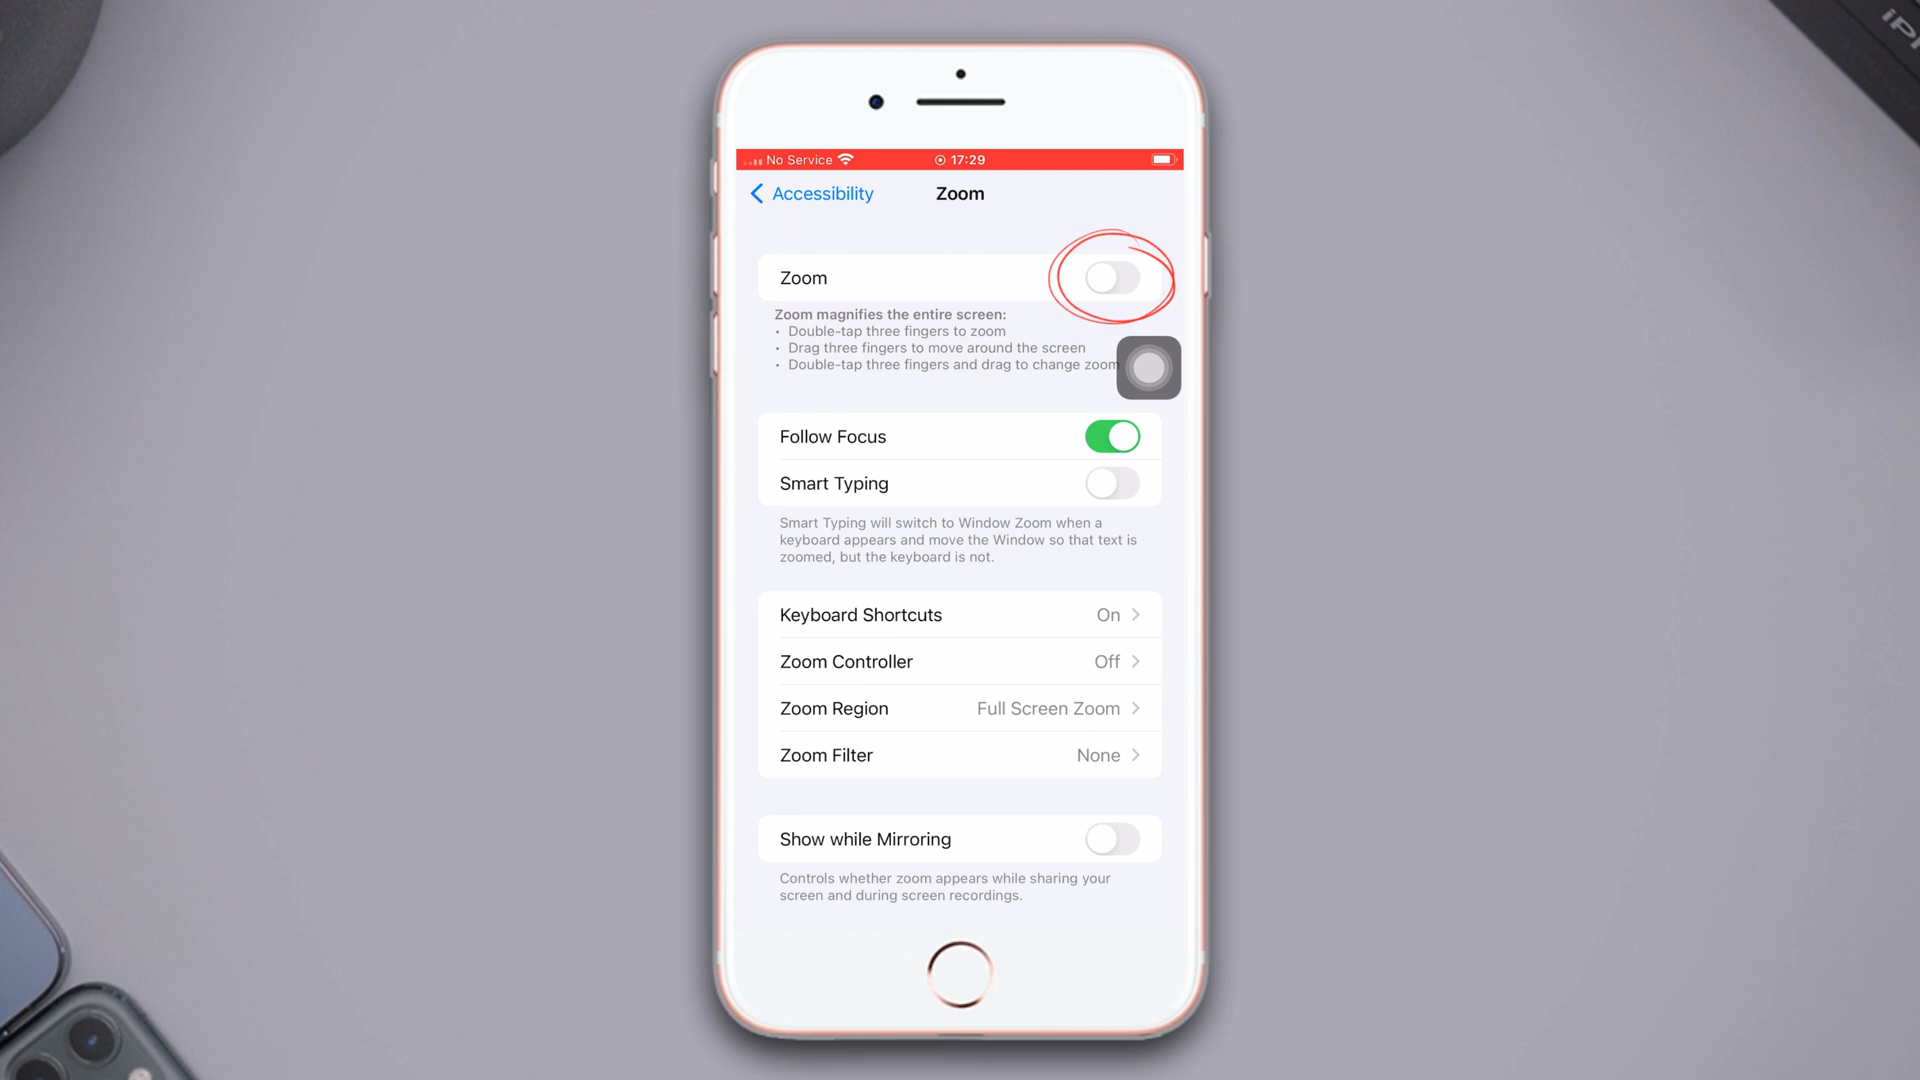 No Service
17:29
Accessibility
Zoom
Zoom
Zoom magnifies the entire screen:
• Double-tap three fingers to zoom
• Drag three fingers to move around the screen
• Double-tap three fingers and drag to change zoom
Follow Focus
Smart Typing
Smart Typing will switch to Window Zoom when a
keyboard appears and move the Window so that text is
zoomed, but the keyboard is not.
Keyboard Shortcuts On
Zoom Controller Off
Zoom Region Full Screen Zoom
Zoom Filter None
Show while Mirroring
Controls whether zoom appears while sharing your
screen and during screen recordings.